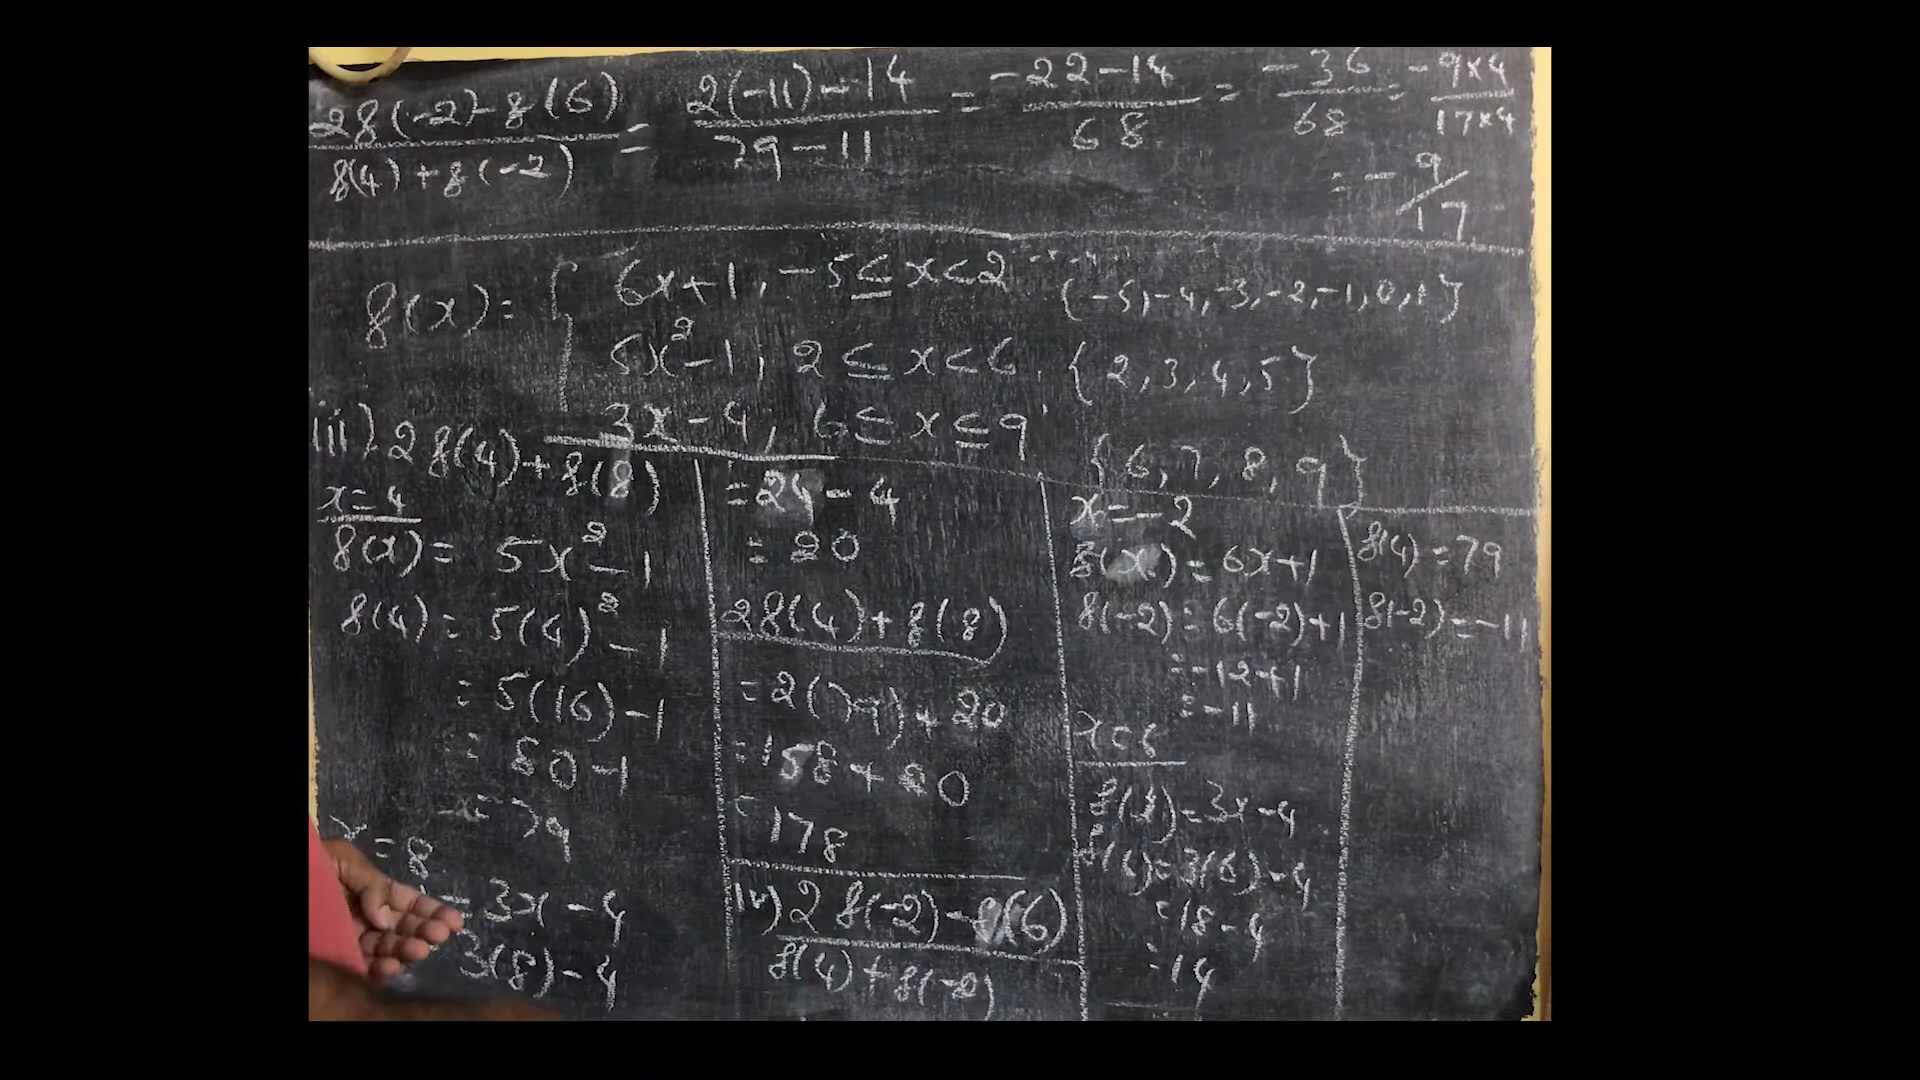 2f(-2)-f(6) / f(4)+f(-2) = 2(-11)-14 / 79-11 = -22-14 / 68 = -36 / 68 = -9×4 / 17×4
= -9/17
f(x) = { 6x+1, -5 ≤ x < 2 {-5,-4,-3,-2,-1,0,1}
5x²-1, 2 ≤ x < 6 {2,3,4,5}
3x-4, 6 ≤ x ≤ 9 {6,7,8,9}
iii) 2f(4)+f(8)
x=4
f(x) = 5x²-1
f(4) = 5(4)²-1
= 5(16)-1
= 80-1
= 79
x=8
= 3x-4
3(8)-4
= 24-4
= 20
2f(4)+f(8)
= 2(79)+20
= 158+20
= 178
iv) 2f(-2)-f(6) / f(4)+f(-2)
x=-2
f(x) = 6x+1
f(-2) = 6(-2)+1
= -12+1
= -11
x=6
f(x) = 3x-4
f(6) = 3(6)-4
= 18-4
= 14
f(4) = 79
f(-2) = -11